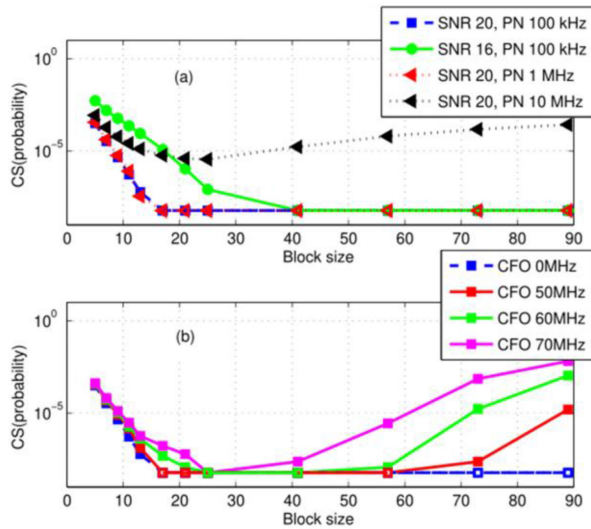 SNR 20, PN 100 kHz
SNR 16, PN 100 kHz
SNR 20, PN 1 MHz
SNR 20, PN 10 MHz
(a)
CS(probability)
10^0
10^-5
0 10 20 30 40 50 60 70 80 90
Block size
CFO 0MHz
CFO 50MHz
CFO 60MHz
CFO 70MHz
(b)
CS(probability)
10^0
10^-5
0 10 20 30 40 50 60 70 80 90
Block size